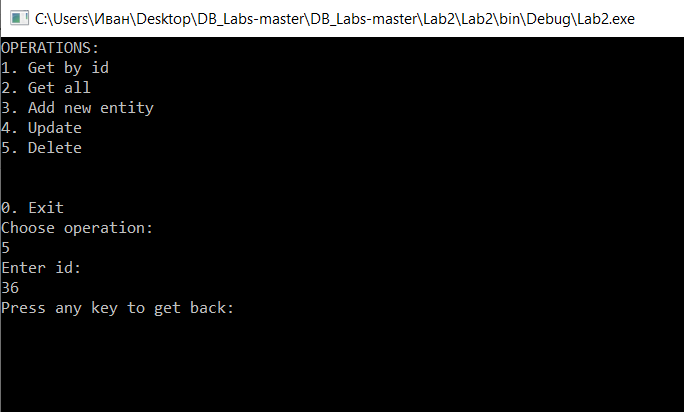 C:\Users\Иван\Desktop\DB_Labs-master\DB_Labs-master\Lab2\Lab2\bin\Debug\Lab2.exe
OPERATIONS:
1. Get by id
2. Get all
3. Add new entity
4. Update
5. Delete
0. Exit
Choose operation:
5
Enter id:
36
Press any key to get back: